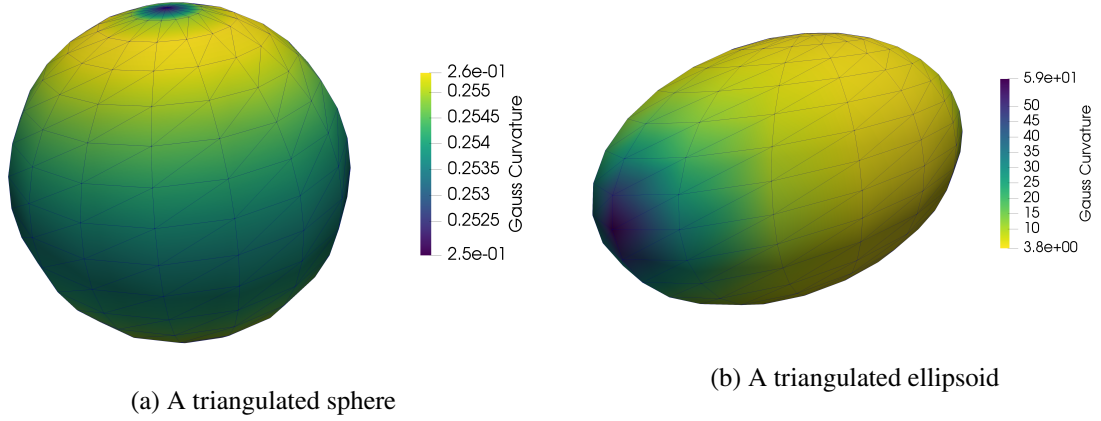 2.6e-01
0.255
0.2545
0.254
0.2535
0.253
0.2525
2.5e-01
Gauss Curvature
5.9e+01
50
45
40
35
30
25
20
15
10
3.8e+00
Gauss Curvature
(a) A triangulated sphere
(b) A triangulated ellipsoid